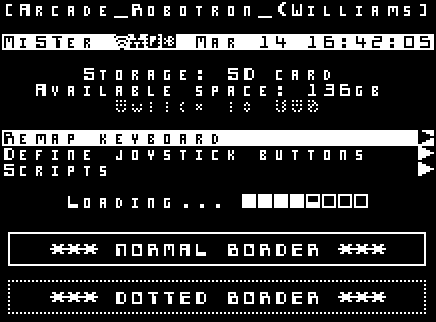 [Arcade_Robotron_(Williams]
MiSTer Mar 14 16:42:05
Storage: SD card
Available space: 136GB
Remap keyboard
Define joystick buttons
Scripts
Loading...
*** NORMAL BORDER ***
*** DOTTED BORDER ***